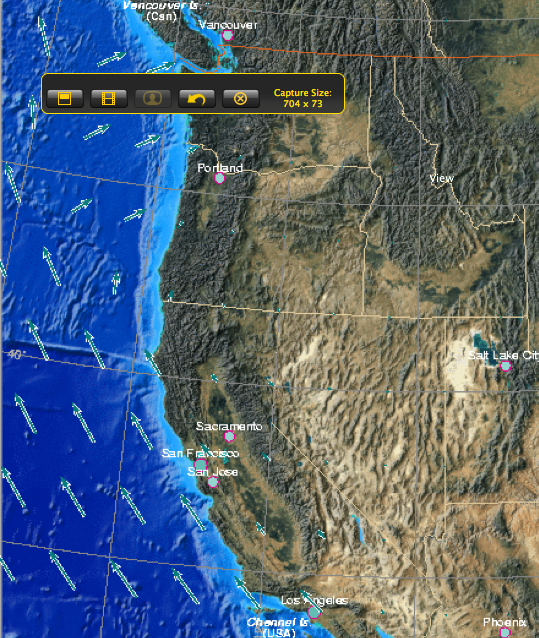 Vancouver Is.
(Csn)
Vancouver
Capture Size:
704 x 73
Portland
View
40°
Salt Lake City
Sacramento
San Francisco
San Jose
Los Angeles
Channel Is
(USA)
Phoenix